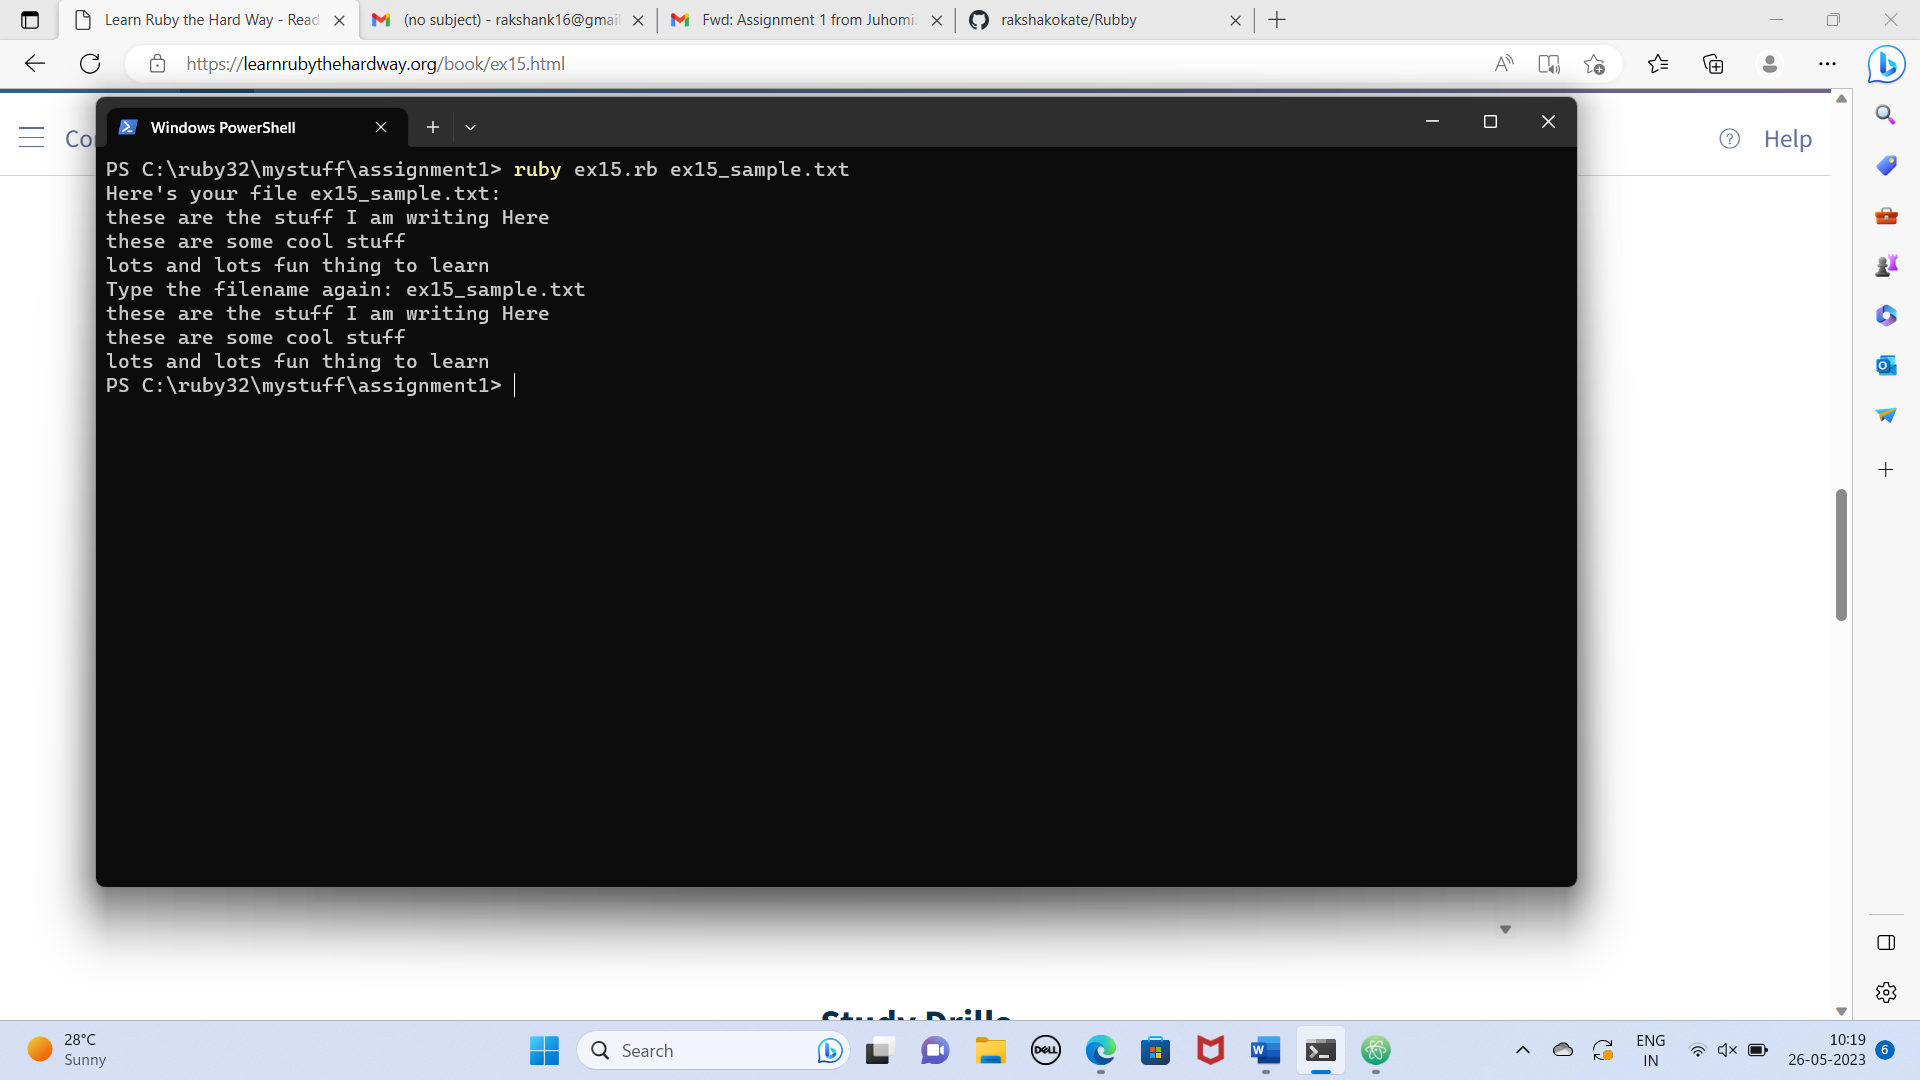 Learn Ruby the Hard Way - Read
(no subject) - rakshank16@gmail
Fwd: Assignment 1 from Juhomi.
rakshakokate/Rubby
https://learnrubythehardway.org/book/ex15.html
Help
Windows PowerShell
PS C:\ruby32\mystuff\assignment1> ruby ex15.rb ex15_sample.txt
Here's your file ex15_sample.txt:
these are the stuff I am writing Here
these are some cool stuff
lots and lots fun thing to learn
Type the filename again: ex15_sample.txt
these are the stuff I am writing Here
these are some cool stuff
lots and lots fun thing to learn
PS C:\ruby32\mystuff\assignment1>
Study Drills
28°C
Sunny
Search
DELL
ENG
IN
10:19
26-05-2023
6